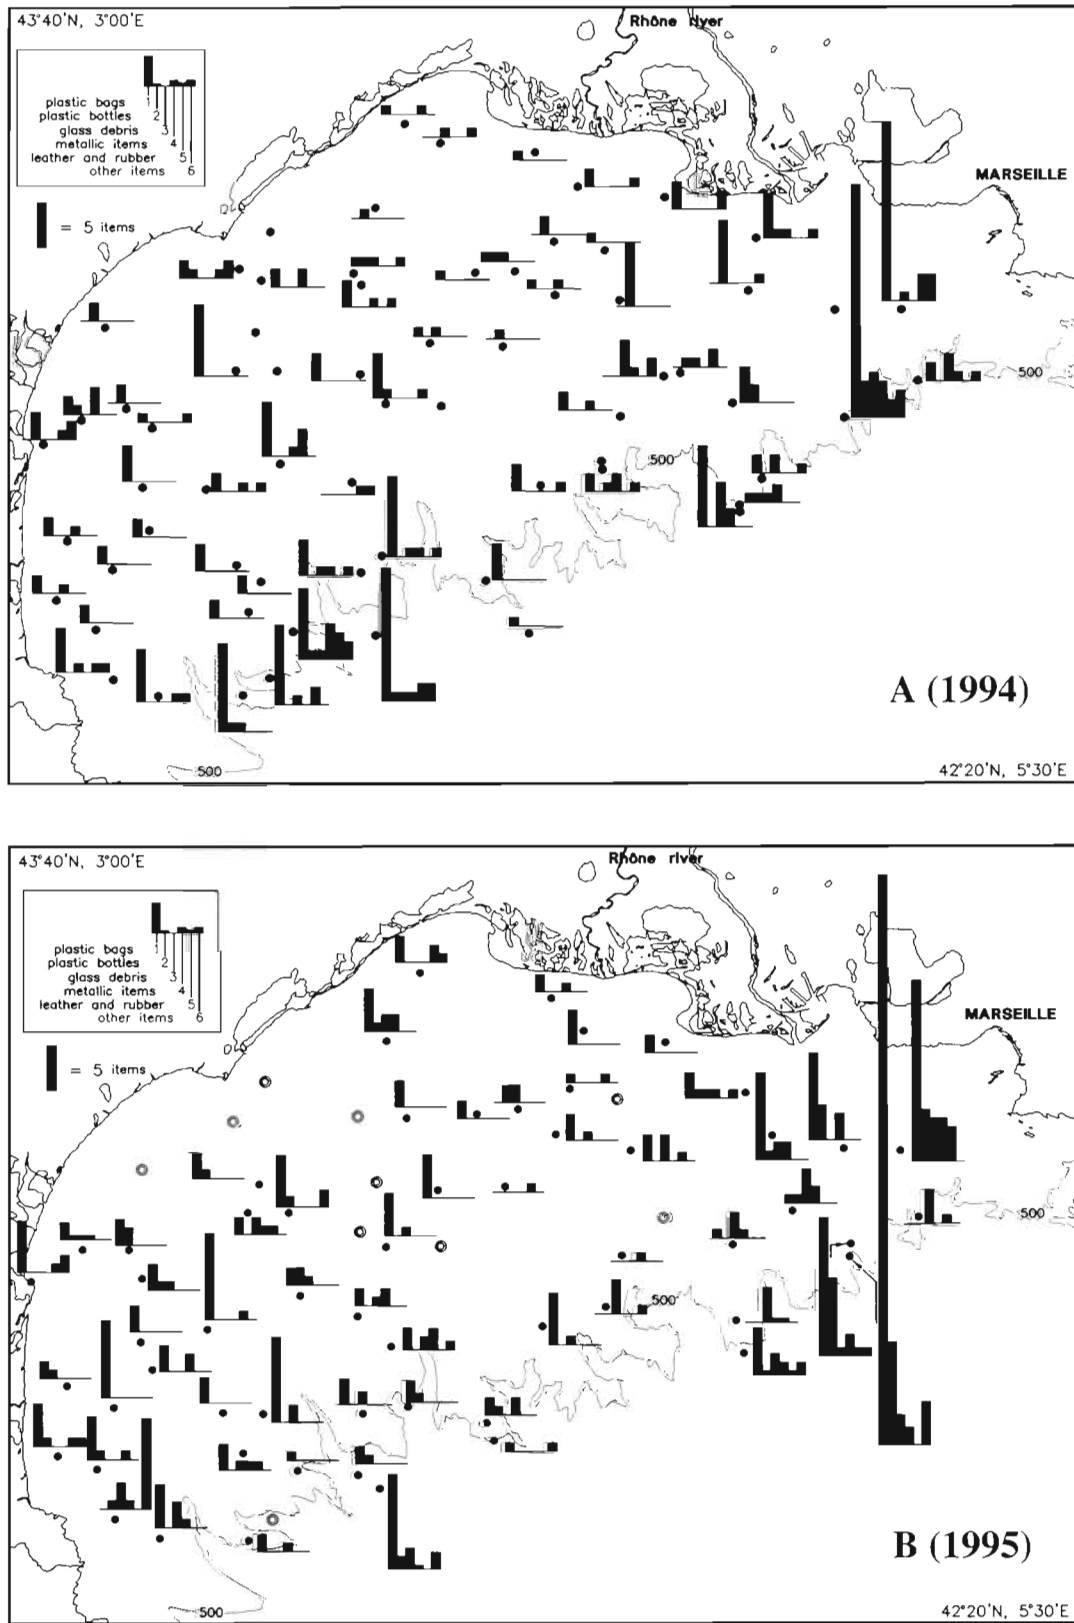 43°40'N, 3°00'E
Rhône river
plastic bags
plastic bottles
glass debris
metallic items
leather and rubber
other items
1
2
3
4
5
6
= 5 items
MARSEILLE
500
500
500
A (1994)
42°20'N, 5°30'E
43°40'N, 3°00'E
Rhône river
plastic bags
plastic bottles
glass debris
metallic items
leather and rubber
other items
1
2
3
4
5
6
= 5 items
MARSEILLE
500
500
500
B (1995)
42°20'N, 5°30'E